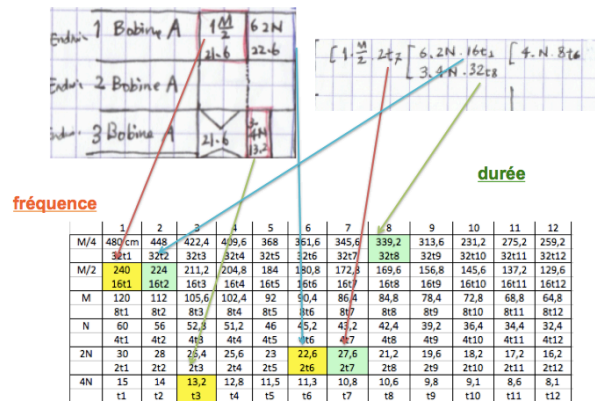 1 Bobine A 1 M/2 6 2N
21.6 22.6
2 Bobine A
3 Bobine A 21.6 3 4N 13.2
[1. M/2 . 2t7 [6. 2N. 16t2 [4. N. 8t6
3. 4N. 32t8
durée
fréquence
1 2 3 4 5 6 7 8 9 10 11 12
M/4 480 cm 448 422,4 409,6 368 361,6 345,6 339,2 313,6 231,2 275,2 259,2
32t1 32t2 32t3 32t4 32t5 32t6 32t7 32t8 32t9 32t10 32t11 32t12
M/2 240 224 211,2 204,8 184 180,8 172,8 169,6 156,8 145,6 137,2 129,6
16t1 16t2 16t3 16t4 16t5 16t6 16t7 16t8 16t9 16t10 16t11 16t12
M 120 112 105,6 102,4 92 90,4 86,4 84,8 78,4 72,8 68,8 64,8
8t1 8t2 8t3 8t4 8t5 8t6 8t7 8t8 8t9 8t10 8t11 8t12
N 60 56 52,8 51,2 46 45,2 43,2 42,4 39,2 36,4 34,4 32,4
4t1 4t2 4t3 4t4 4t5 4t6 4t7 4t8 4t9 4t10 4t11 4t12
2N 30 28 26,4 25,6 23 22,6 27,6 21,2 19,6 18,2 17,2 16,2
2t1 2t2 2t3 2t4 2t5 2t6 2t7 2t8 2t9 2t10 2t11 2t12
4N 15 14 13,2 12,8 11,5 11,3 10,8 10,6 9,8 9,1 8,6 8,1
t1 t2 t3 t4 t5 t6 t7 t8 t9 t10 t11 t12